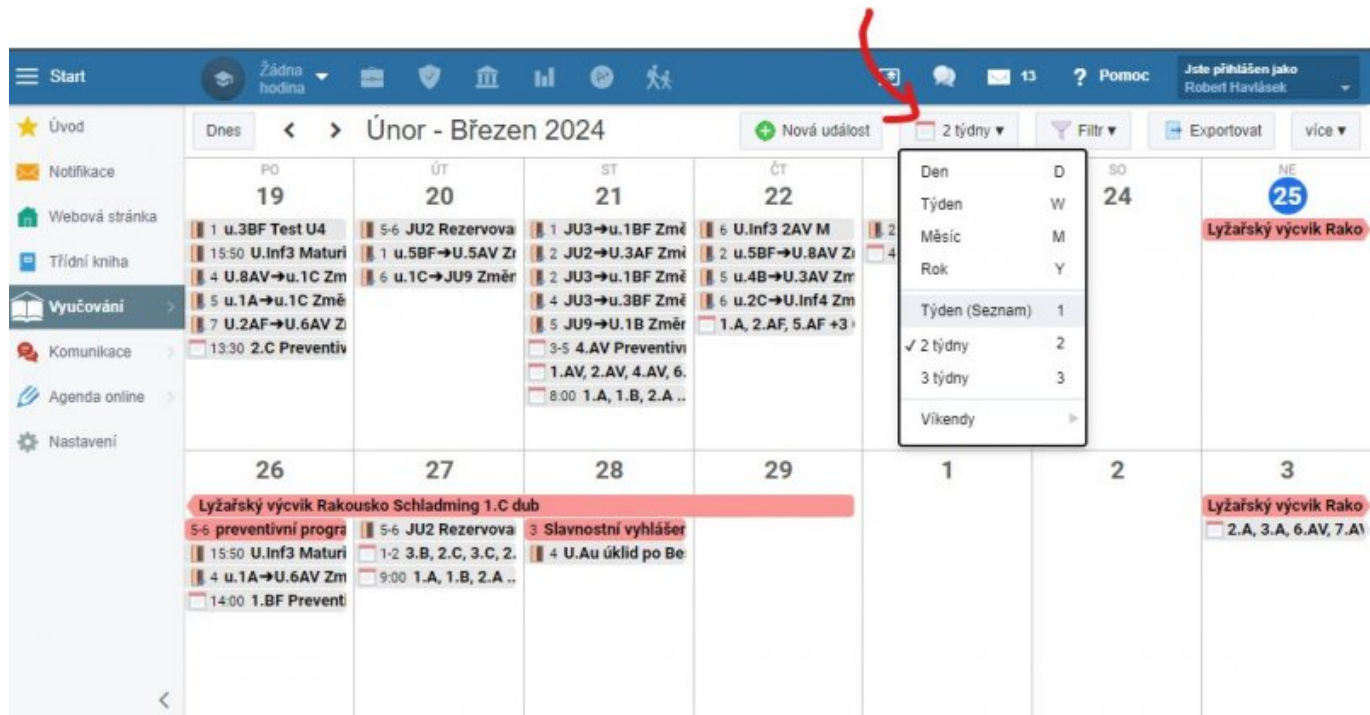 Start
Žádná hodina
13
? Pomoc
Jste přihlášen jako
Robert Havlásek
Úvod
Notifikace
Webová stránka
Třídní kniha
Vyučování
Komunikace
Agenda online
Nastavení
Dnes
Únor - Březen 2024
Nová událost
2 týdny
Filtr
Exportovat
více
PO
ÚT
ST
ČT
SO
NE
19
20
21
22
24
25
1 u.3BF Test U4
15:50 U.Inf3 Maturi
4 U.8AV→u.1C Zm
5 u.1A→u.1C Změ
7 U.2AF→U.6AV Z
13:30 2.C Preventiv
5-6 JU2 Rezervova
1 u.5BF→U.5AV Zr
6 u.1C→JU9 Změr
1 JU3→u.1BF Změ
2 JU2→U.3AF Změ
2 JU3→u.1BF Změ
4 JU3→u.3BF Změ
5 JU9→U.1B Změr
3-5 4.AV Preventiv
1.AV, 2.AV, 4.AV, 6.
8:00 1.A, 1.B, 2.A ..
6 U.Inf3 2AV M
2 u.5BF→U.8AV Z
5 u.4B→U.3AV Zm
6 u.2C→U.Inf4 Zm
1.A, 2.AF, 5.AF +3
2
4
Lyžařský výcvik Rako
Den D
Týden W
Měsíc M
Rok Y
Týden (Seznam) 1
✓ 2 týdny 2
3 týdny 3
Víkendy
26
27
28
29
1
2
3
Lyžařský výcvik Rakousko Schladming 1.C dub
5-6 preventivní progra
15:50 U.Inf3 Maturi
4 u.1A→U.6AV Zm
14:00 1.BF Preventi
5-6 JU2 Rezervova
1-2 3.B, 2.C, 3.C, 2.
9:00 1.A, 1.B, 2.A ..
3 Slavnostní vyhlášer
4 U.Au úklid po Be
Lyžařský výcvik Rako
2.A, 3.A, 6.AV, 7.A